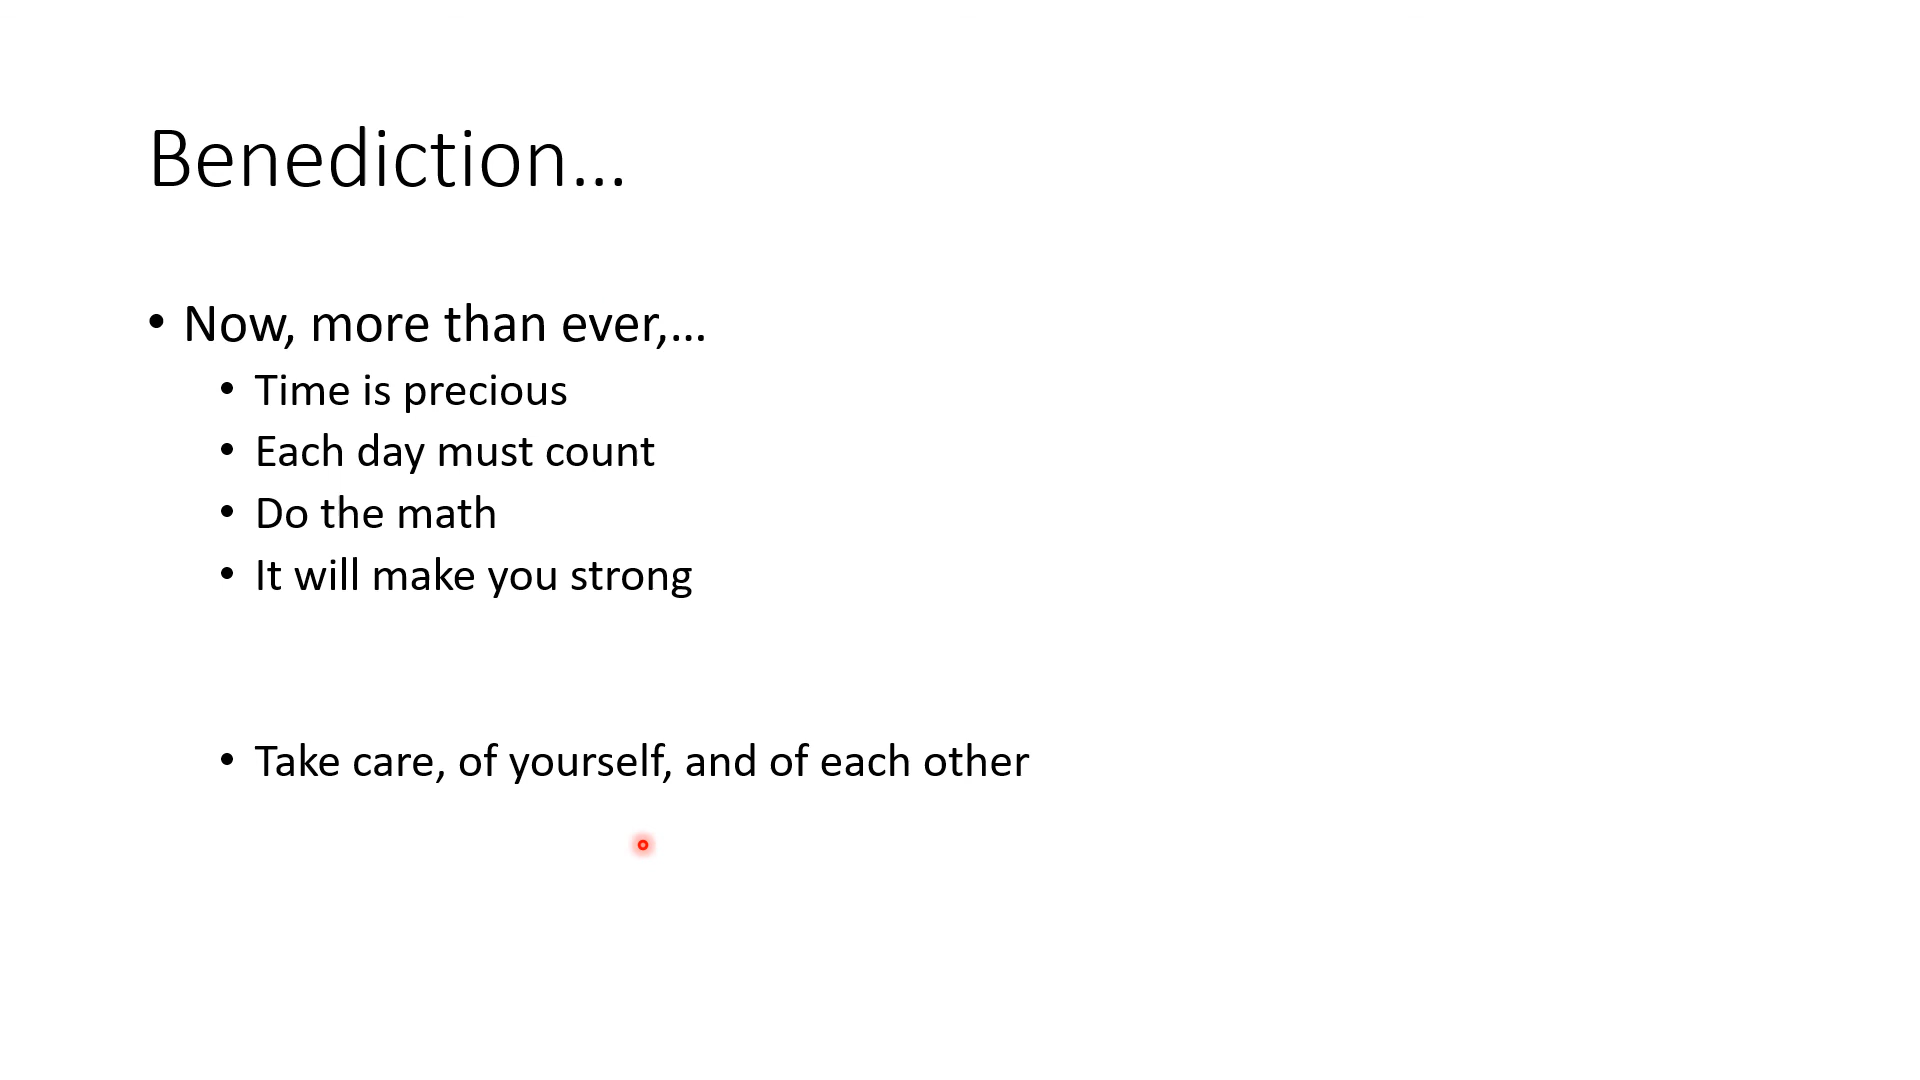 Benediction…
• Now, more than ever,…
• Time is precious
• Each day must count
• Do the math
• It will make you strong
• Take care, of yourself, and of each other